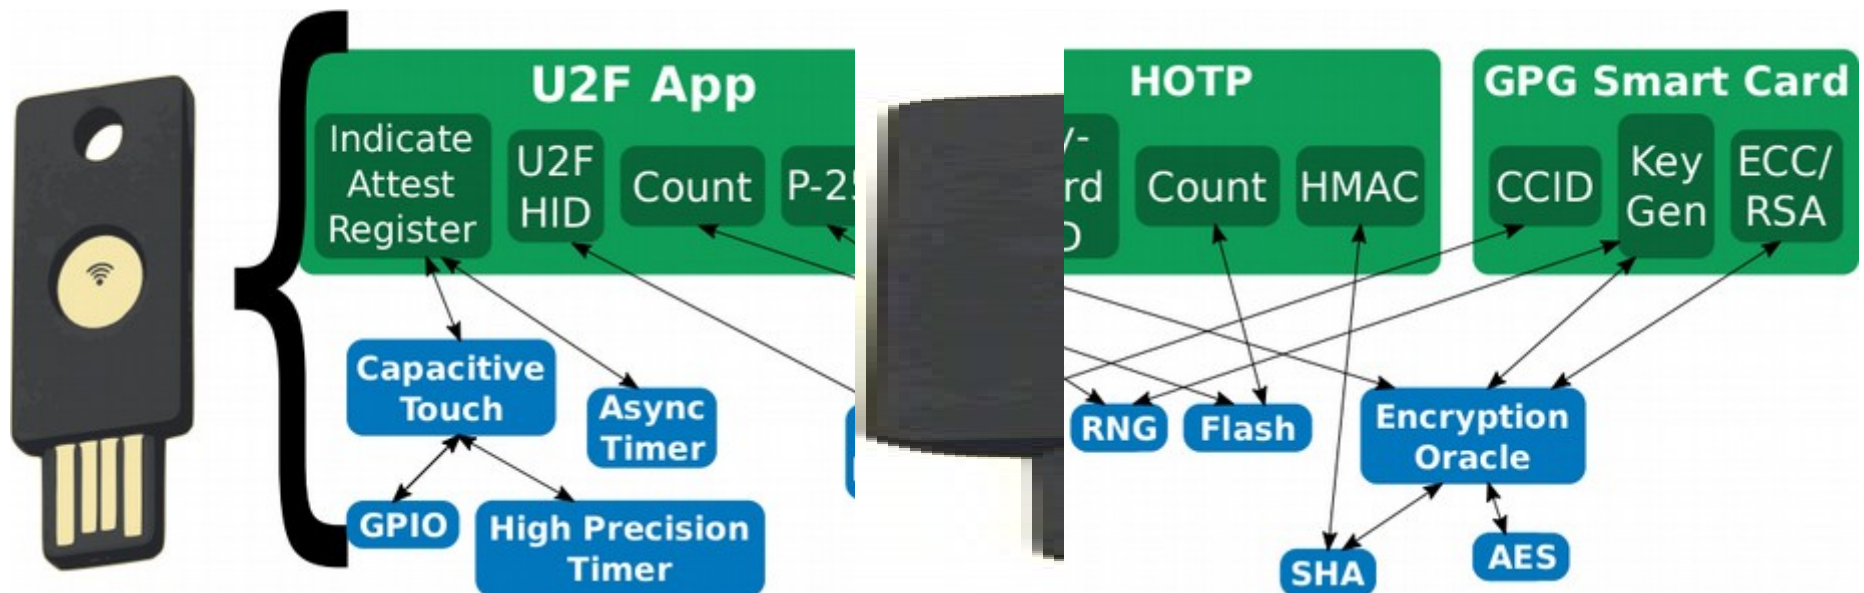 U2F App
Indicate
Attest
Register
U2F
HID
Count
HOTP
Count
HMAC
GPG Smart Card
CCID
Key
Gen
ECC/
RSA
Capacitive
Touch
Async
Timer
GPIO
High Precision
Timer
RNG
Flash
Encryption
Oracle
SHA
AES